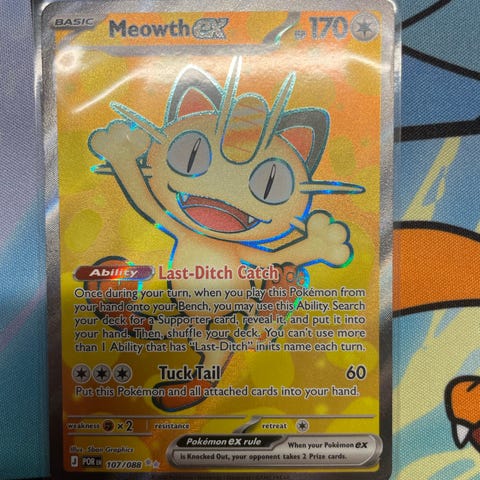 BASIC Meowth ex HP 170
Ability Last-Ditch Catch
Once during your turn, when you play this Pokémon from
your hand onto your Bench, you may use this Ability. Search
your deck for a Supporter card, reveal it, and put it into
your hand. Then, shuffle your deck. You can't use more
than 1 Ability that has "Last-Ditch" in its name each turn.
Tuck Tail 60
Put this Pokémon and all attached cards into your hand.
weakness ×2 resistance retreat
Illus. 5ban Graphics
Pokémon ex rule When your Pokémon ex
is Knocked Out, your opponent takes 2 Prize cards.
J POR EN 107/088